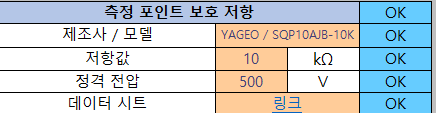 측정 포인트 보호 저항 OK
제조사 / 모델 YAGEO / SQP10AJB-10K OK
저항값 10 kΩ OK
정격 전압 500 V OK
데이터 시트 링크 OK